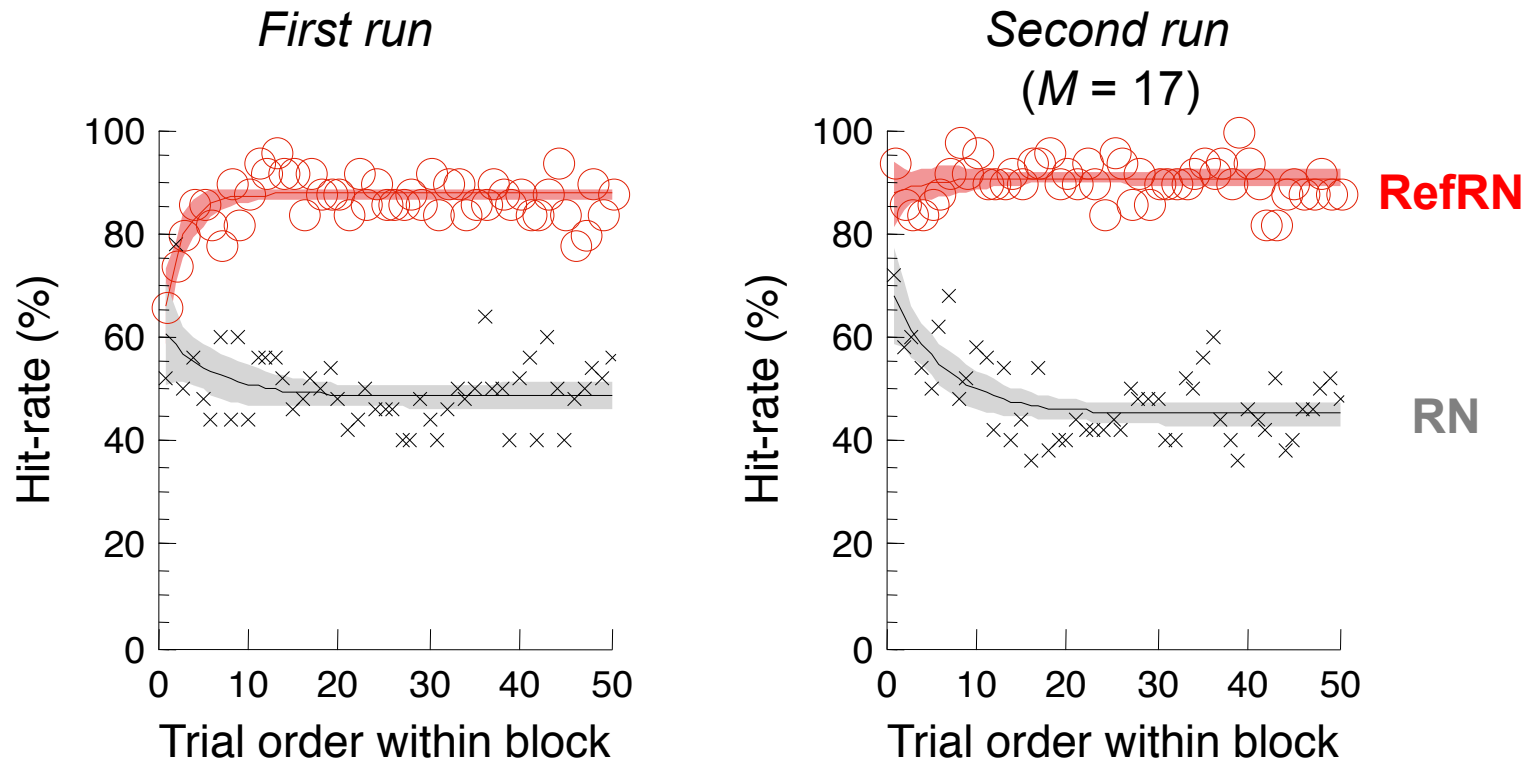 First run
Second run
(M = 17)
100
80
60
40
20
0
0 10 20 30 40 50
Hit-rate (%)
Trial order within block
100
80
60
40
20
0
0 10 20 30 40 50
Hit-rate (%)
Trial order within block
RefRN
RN